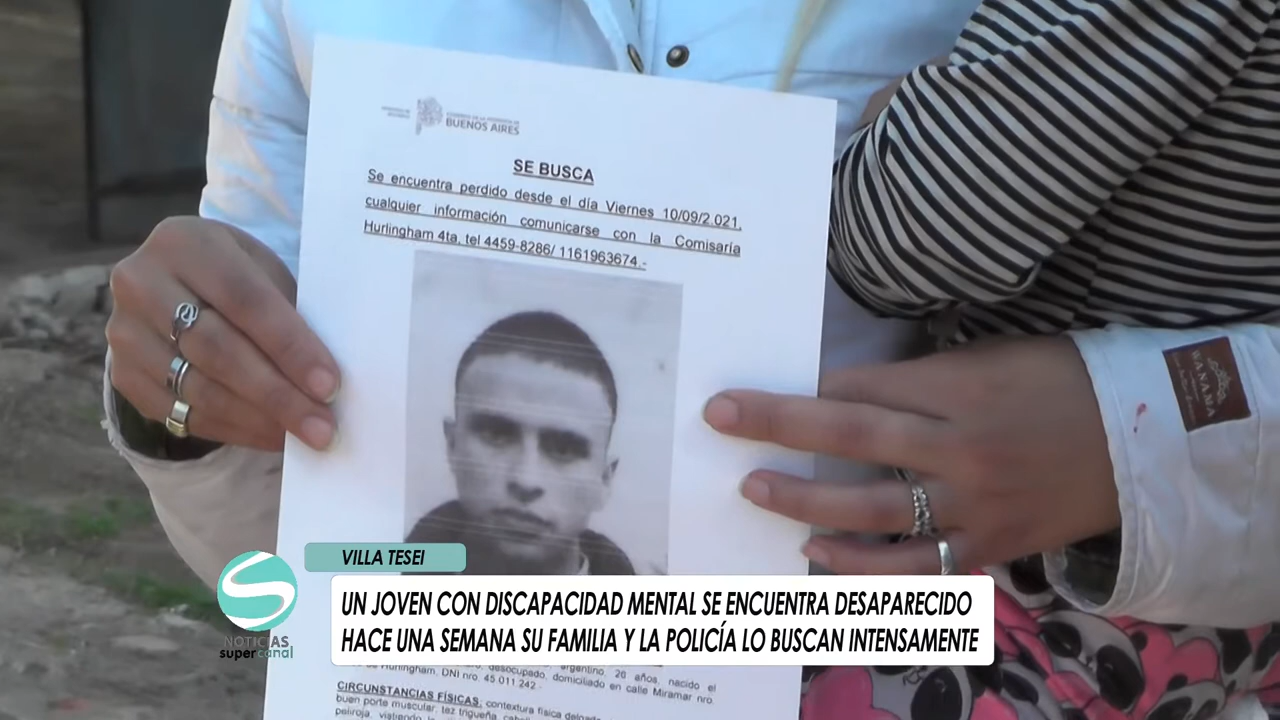 BUENOS AIRES
SE BUSCA
Se encuentra perdido desde el día Viernes 10/09/2.021,
cualquier información comunicarse con la Comisaría
Hurlingham 4ta, tel 4459-8286/ 1161963674.-
WANAMA
VILLA TESEI
UN JOVEN CON DISCAPACIDAD MENTAL SE ENCUENTRA DESAPARECIDO
HACE UNA SEMANA SU FAMILIA Y LA POLICÍA LO BUSCAN INTENSAMENTE
NOTICIAS
supercanal
argentino, 26 años, nacido el
de Hurlingham, DNI nro. 45 011 242.- desocupado, domiciliado en calle Miramar nro.
CIRCUNSTANCIAS FÍSICAS: contextura física
buen porte muscular, tez trigueña,
peliroja,